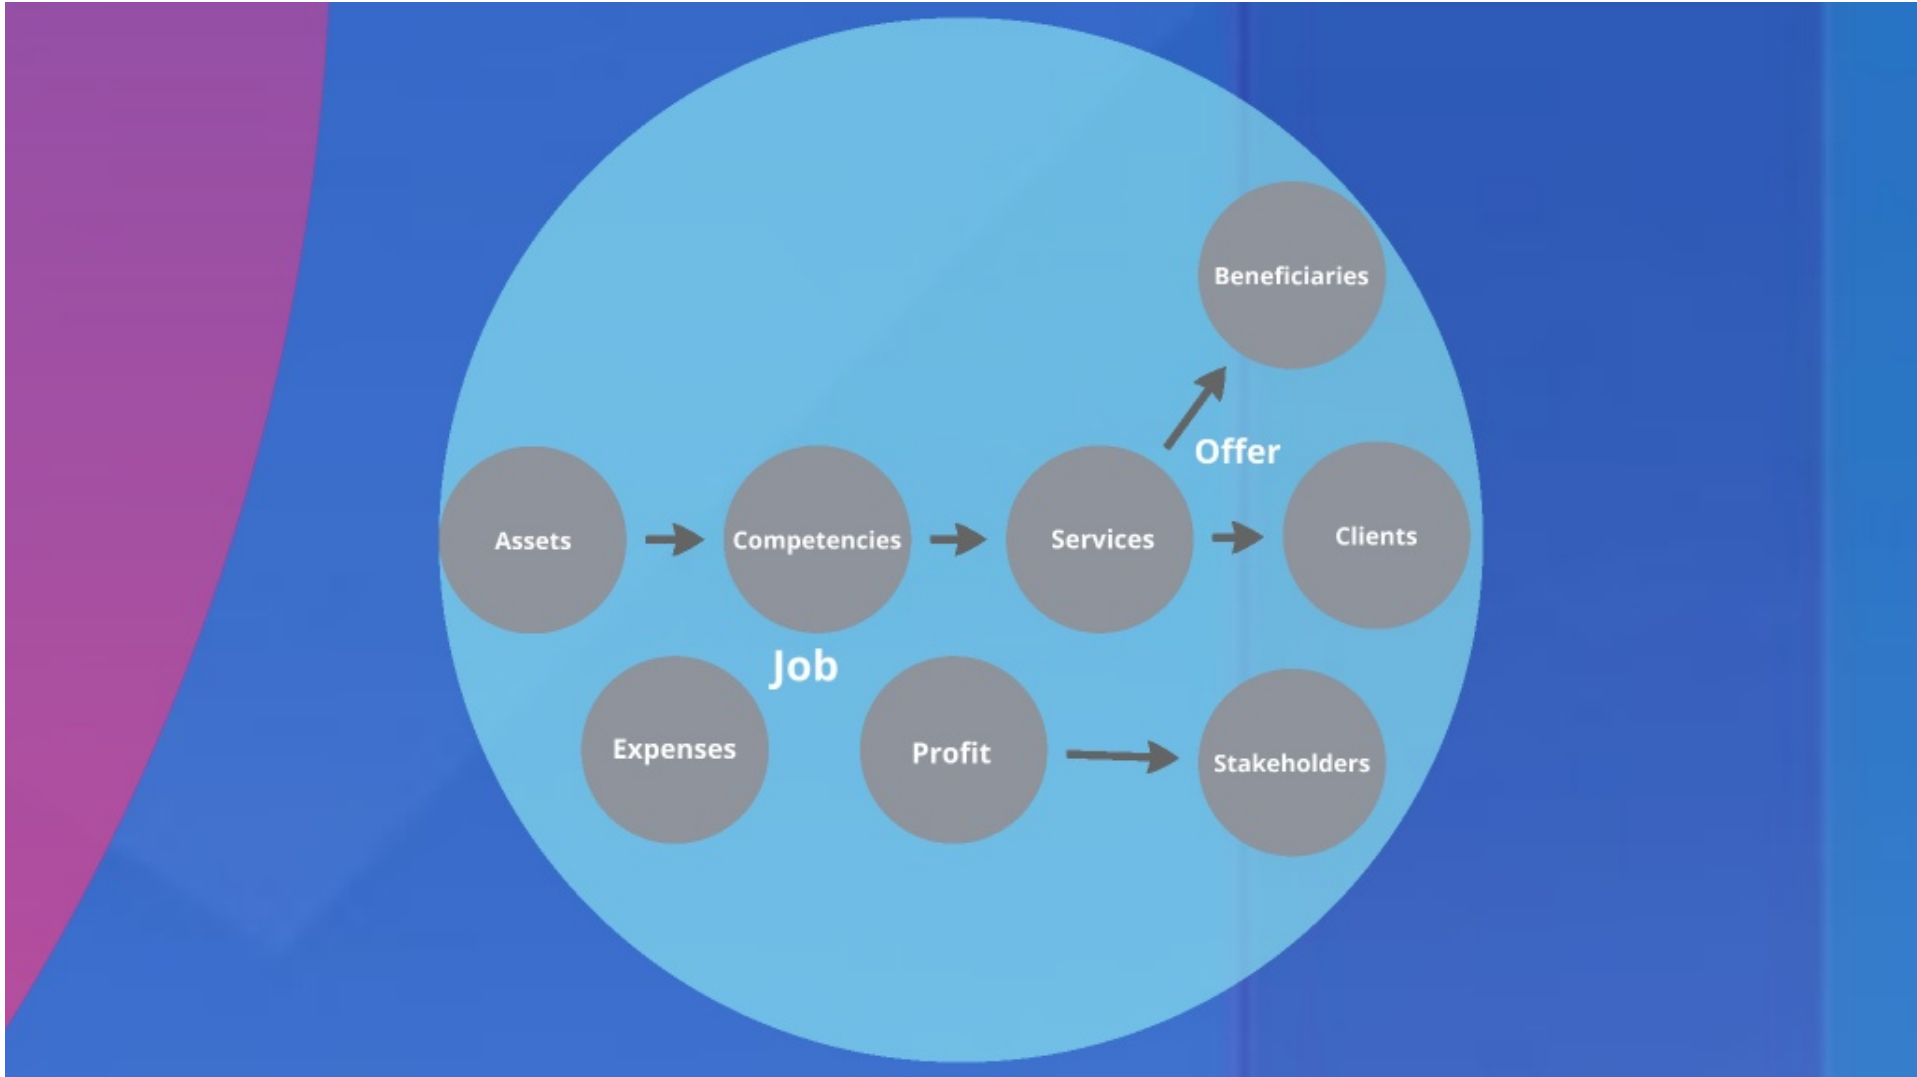 Beneficiaries
Offer
Assets
Competencies
Services
Clients
Job
Expenses
Profit
Stakeholders